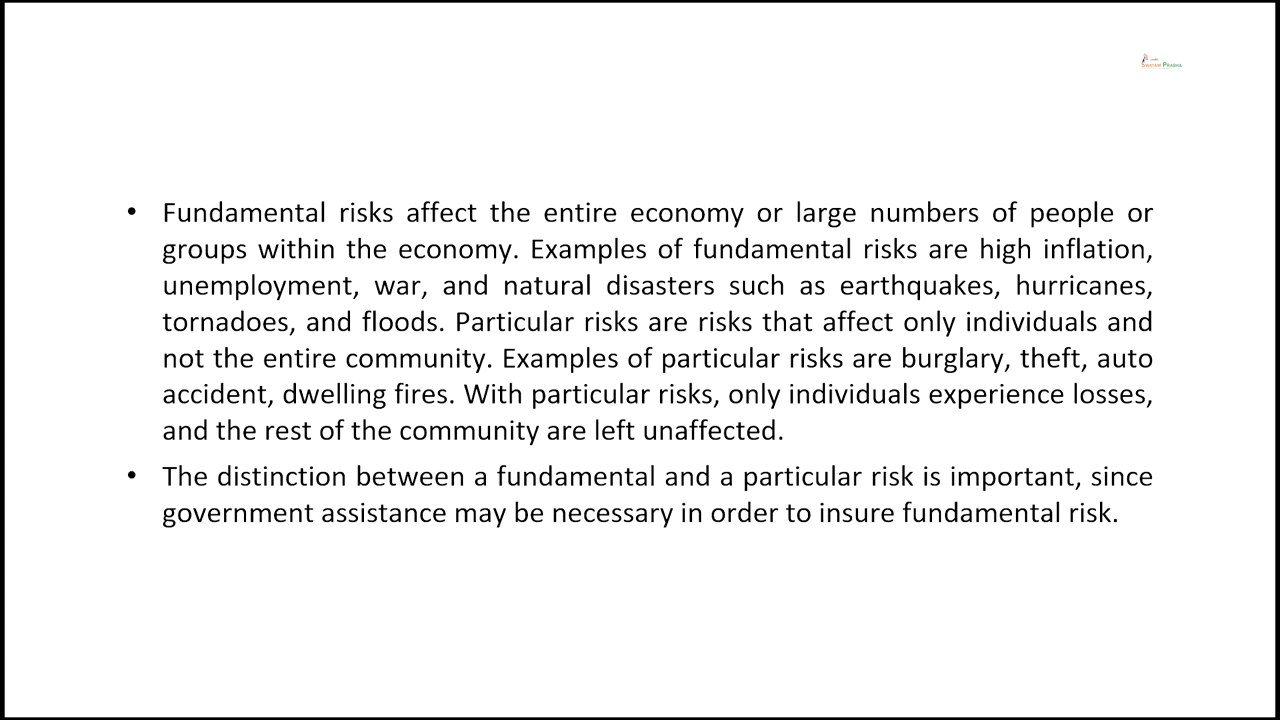 SWAYAM PRABHA
• Fundamental risks affect the entire economy or large numbers of people or
groups within the economy. Examples of fundamental risks are high inflation,
unemployment, war, and natural disasters such as earthquakes, hurricanes,
tornadoes, and floods. Particular risks are risks that affect only individuals and
not the entire community. Examples of particular risks are burglary, theft, auto
accident, dwelling fires. With particular risks, only individuals experience losses,
and the rest of the community are left unaffected.
• The distinction between a fundamental and a particular risk is important, since
government assistance may be necessary in order to insure fundamental risk.